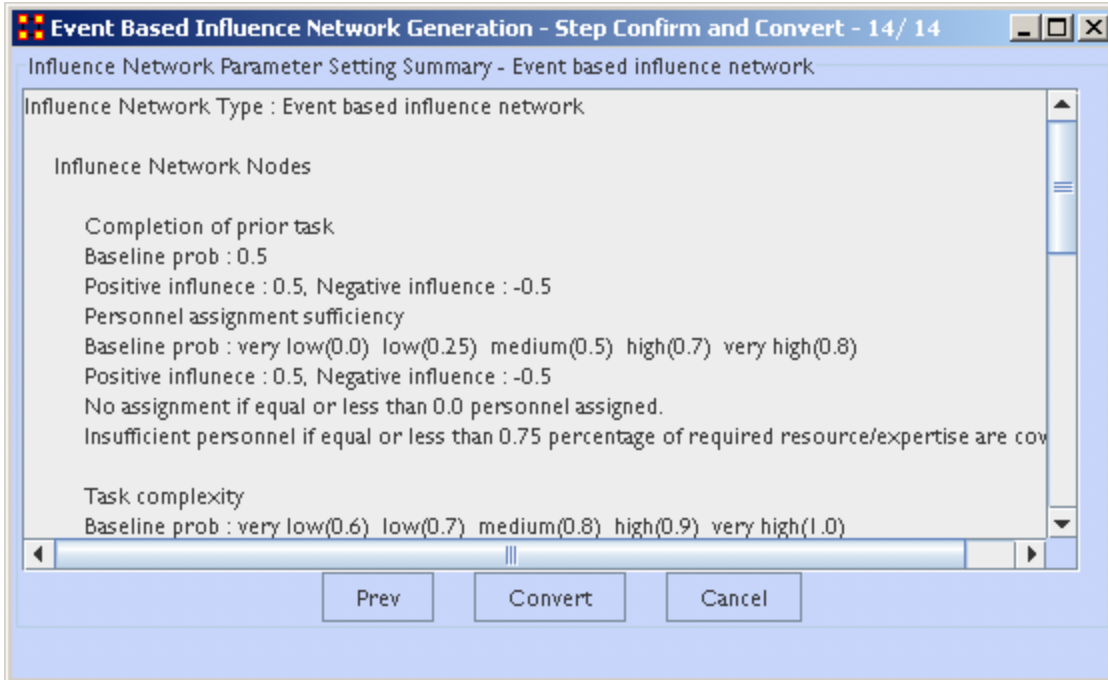 Event Based Influence Network Generation - Step Confirm and Convert - 14/ 14
Influence Network Parameter Setting Summary - Event based influence network
Influence Network Type : Event based influence network
Influnece Network Nodes
Completion of prior task
Baseline prob : 0.5
Positive influnece : 0.5, Negative influence : -0.5
Personnel assignment sufficiency
Baseline prob : very low(0.0) low(0.25) medium(0.5) high(0.7) very high(0.8)
Positive influnece : 0.5, Negative influence : -0.5
No assignment if equal or less than 0.0 personnel assigned.
Insufficient personnel if equal or less than 0.75 percentage of required resource/expertise are cov
Task complexity
Baseline prob : very low(0.6) low(0.7) medium(0.8) high(0.9) very high(1.0)
Prev Convert Cancel